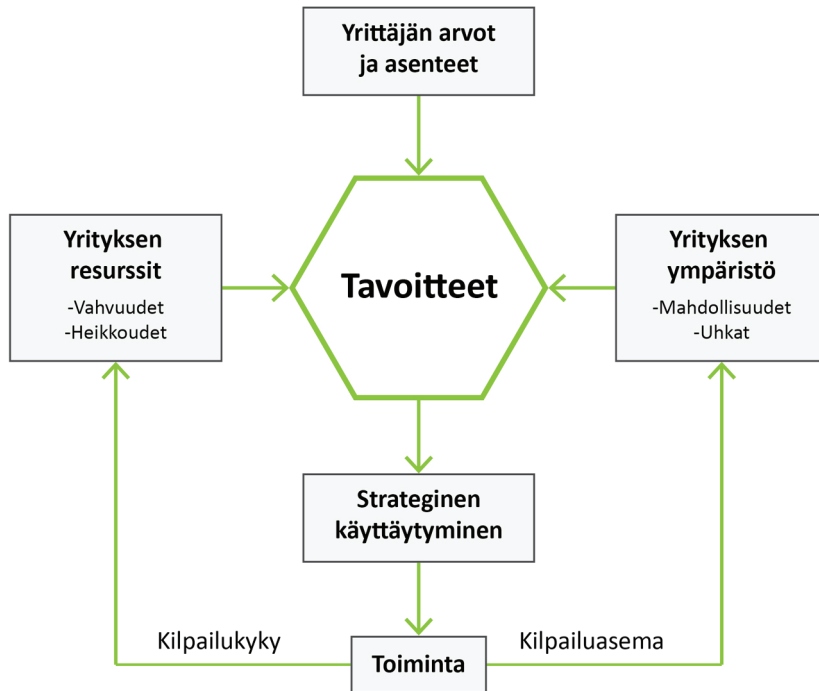 Yrittäjän arvot
ja asenteet
Yrityksen
resurssit
-Vahvuudet
-Heikkoudet
Tavoitteet
Yrityksen
ympäristö
-Mahdollisuudet
-Uhkat
Strateginen
käyttäytyminen
Kilpailukyky
Toiminta
Kilpailuasema